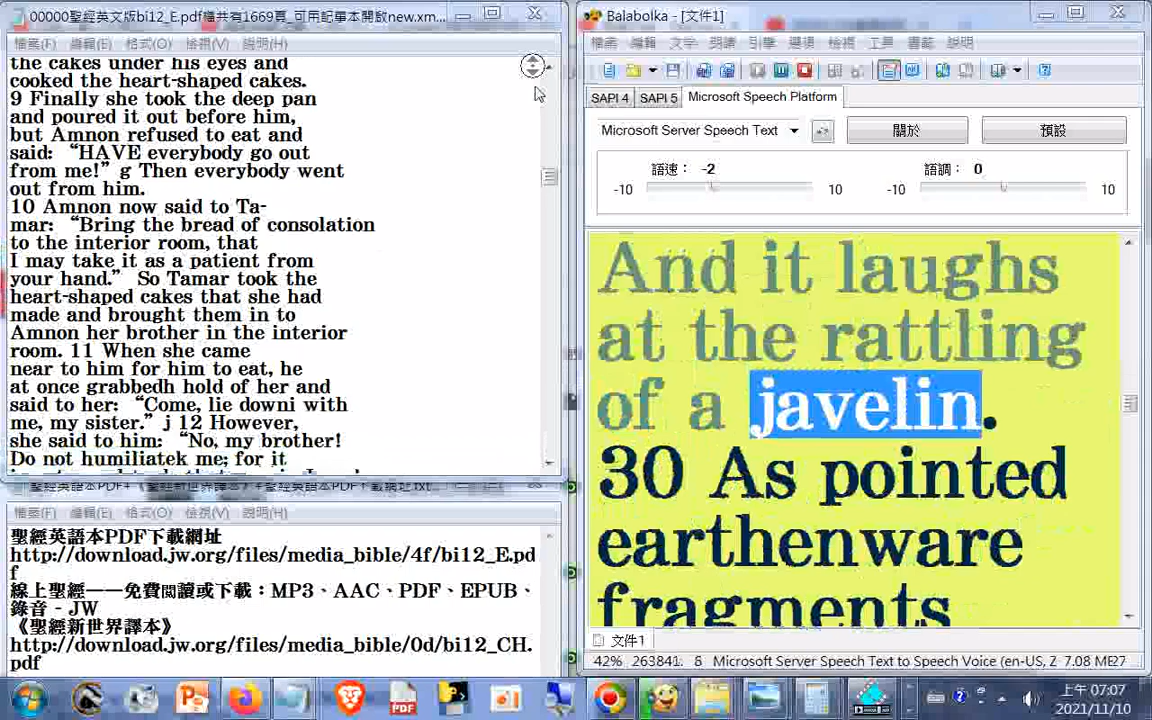 00000聖經英文版bi12_E.pdf檔共有1669頁_可用記事本開啟new.xm...
檔案(F) 編輯(E) 格式(O) 檢視(V) 說明(H)
the cakes under his eyes and
cooked the heart-shaped cakes.
9 Finally she took the deep pan
and poured it out before him,
but Amnon refused to eat and
said: “HAVE everybody go out
from me!” g Then everybody went
out from him.
10 Amnon now said to Ta-
mar: “Bring the bread of consolation
to the interior room, that
I may take it as a patient from
your hand.” So Tamar took the
heart-shaped cakes that she had
made and brought them in to
Amnon her brother in the interior
room. 11 When she came
near to him for him to eat, he
at once grabbedh hold of her and
said to her: “Come, lie downi with
me, my sister.” j 12 However,
she said to him: “No, my brother!
Do not humiliatek me; for it
檔案(F) 編輯(E) 格式(O) 檢視(V) 說明(H)
聖經英語本PDF下載網址
http://download.jw.org/files/media_bible/4f/bi12_E.pd
f
線上聖經——免費閱讀或下載：MP3、AAC、PDF、EPUB、
錄音 - JW
《聖經新世界譯本》
http://download.jw.org/files/media_bible/0d/bi12_CH.
pdf
Balabolka - [文件1]
檔案 編輯 文字 朗讀 引擎 選項 檢視 工具 書籤 說明
SAPI 4 SAPI 5 Microsoft Speech Platform
Microsoft Server Speech Text 關於 預設
語速： -2 語調： 0
-10 10 -10 10
And it laughs
at the rattling
of a javelin.
30 As pointed
earthenware
fragments
文件1
42% 263841. 8 Microsoft Server Speech Text to Speech Voice (en-US, Z 7.08 ME27
上午 07:07
2021/11/10